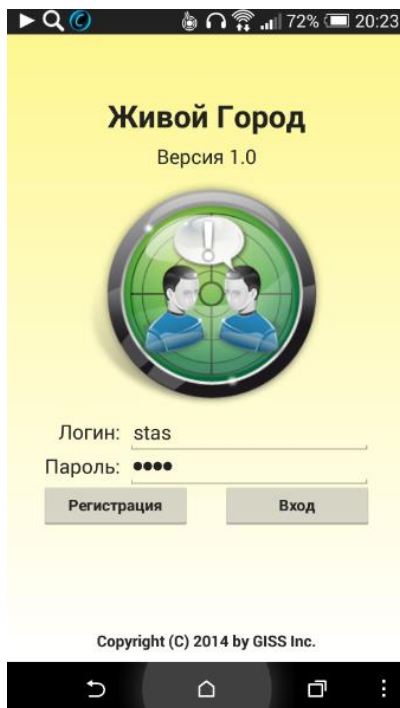 72% 20:23
Живой Город
Версия 1.0
!
Логин: stas
Пароль: ••••
Регистрация Вход
Copyright (C) 2014 by GISS Inc.